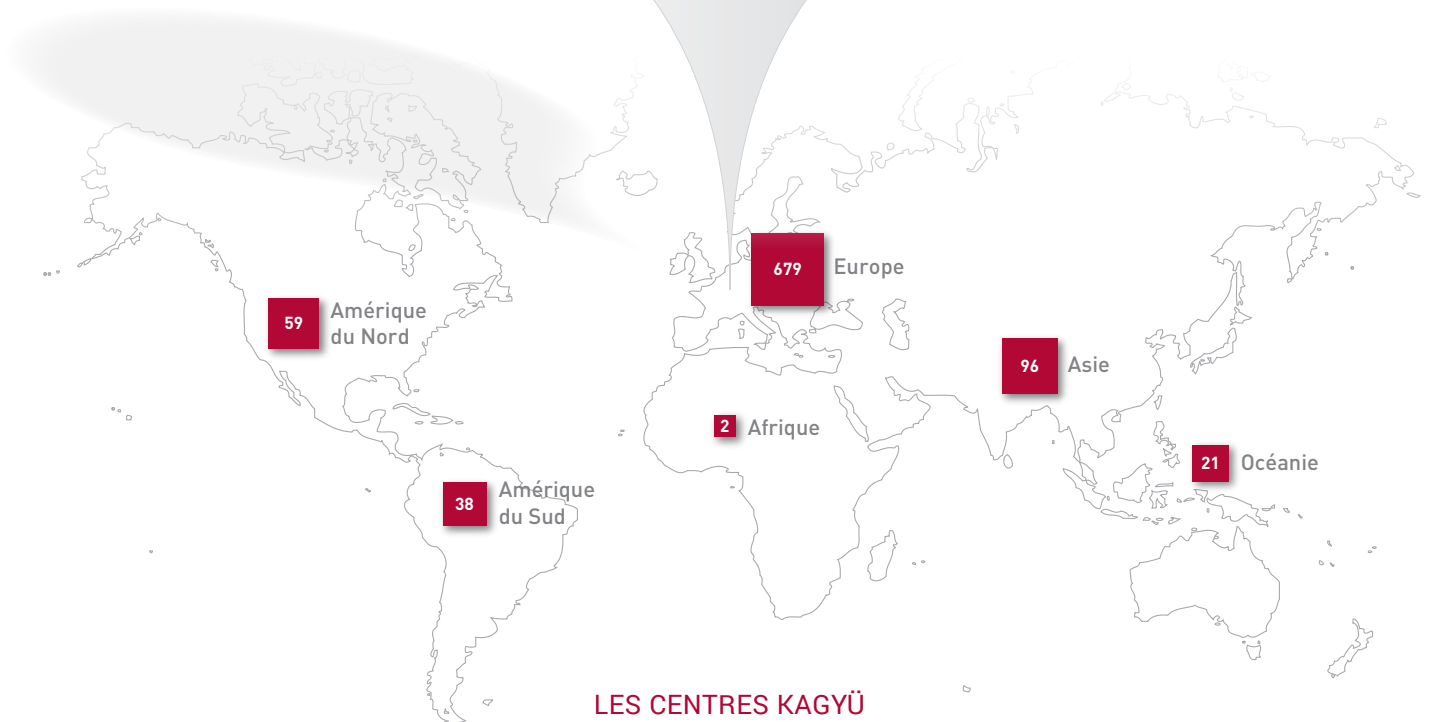 679
Europe
59
Amérique
du Nord
96
Asie
2
Afrique
21
Océanie
38
Amérique
du Sud
LES CENTRES KAGYÜ